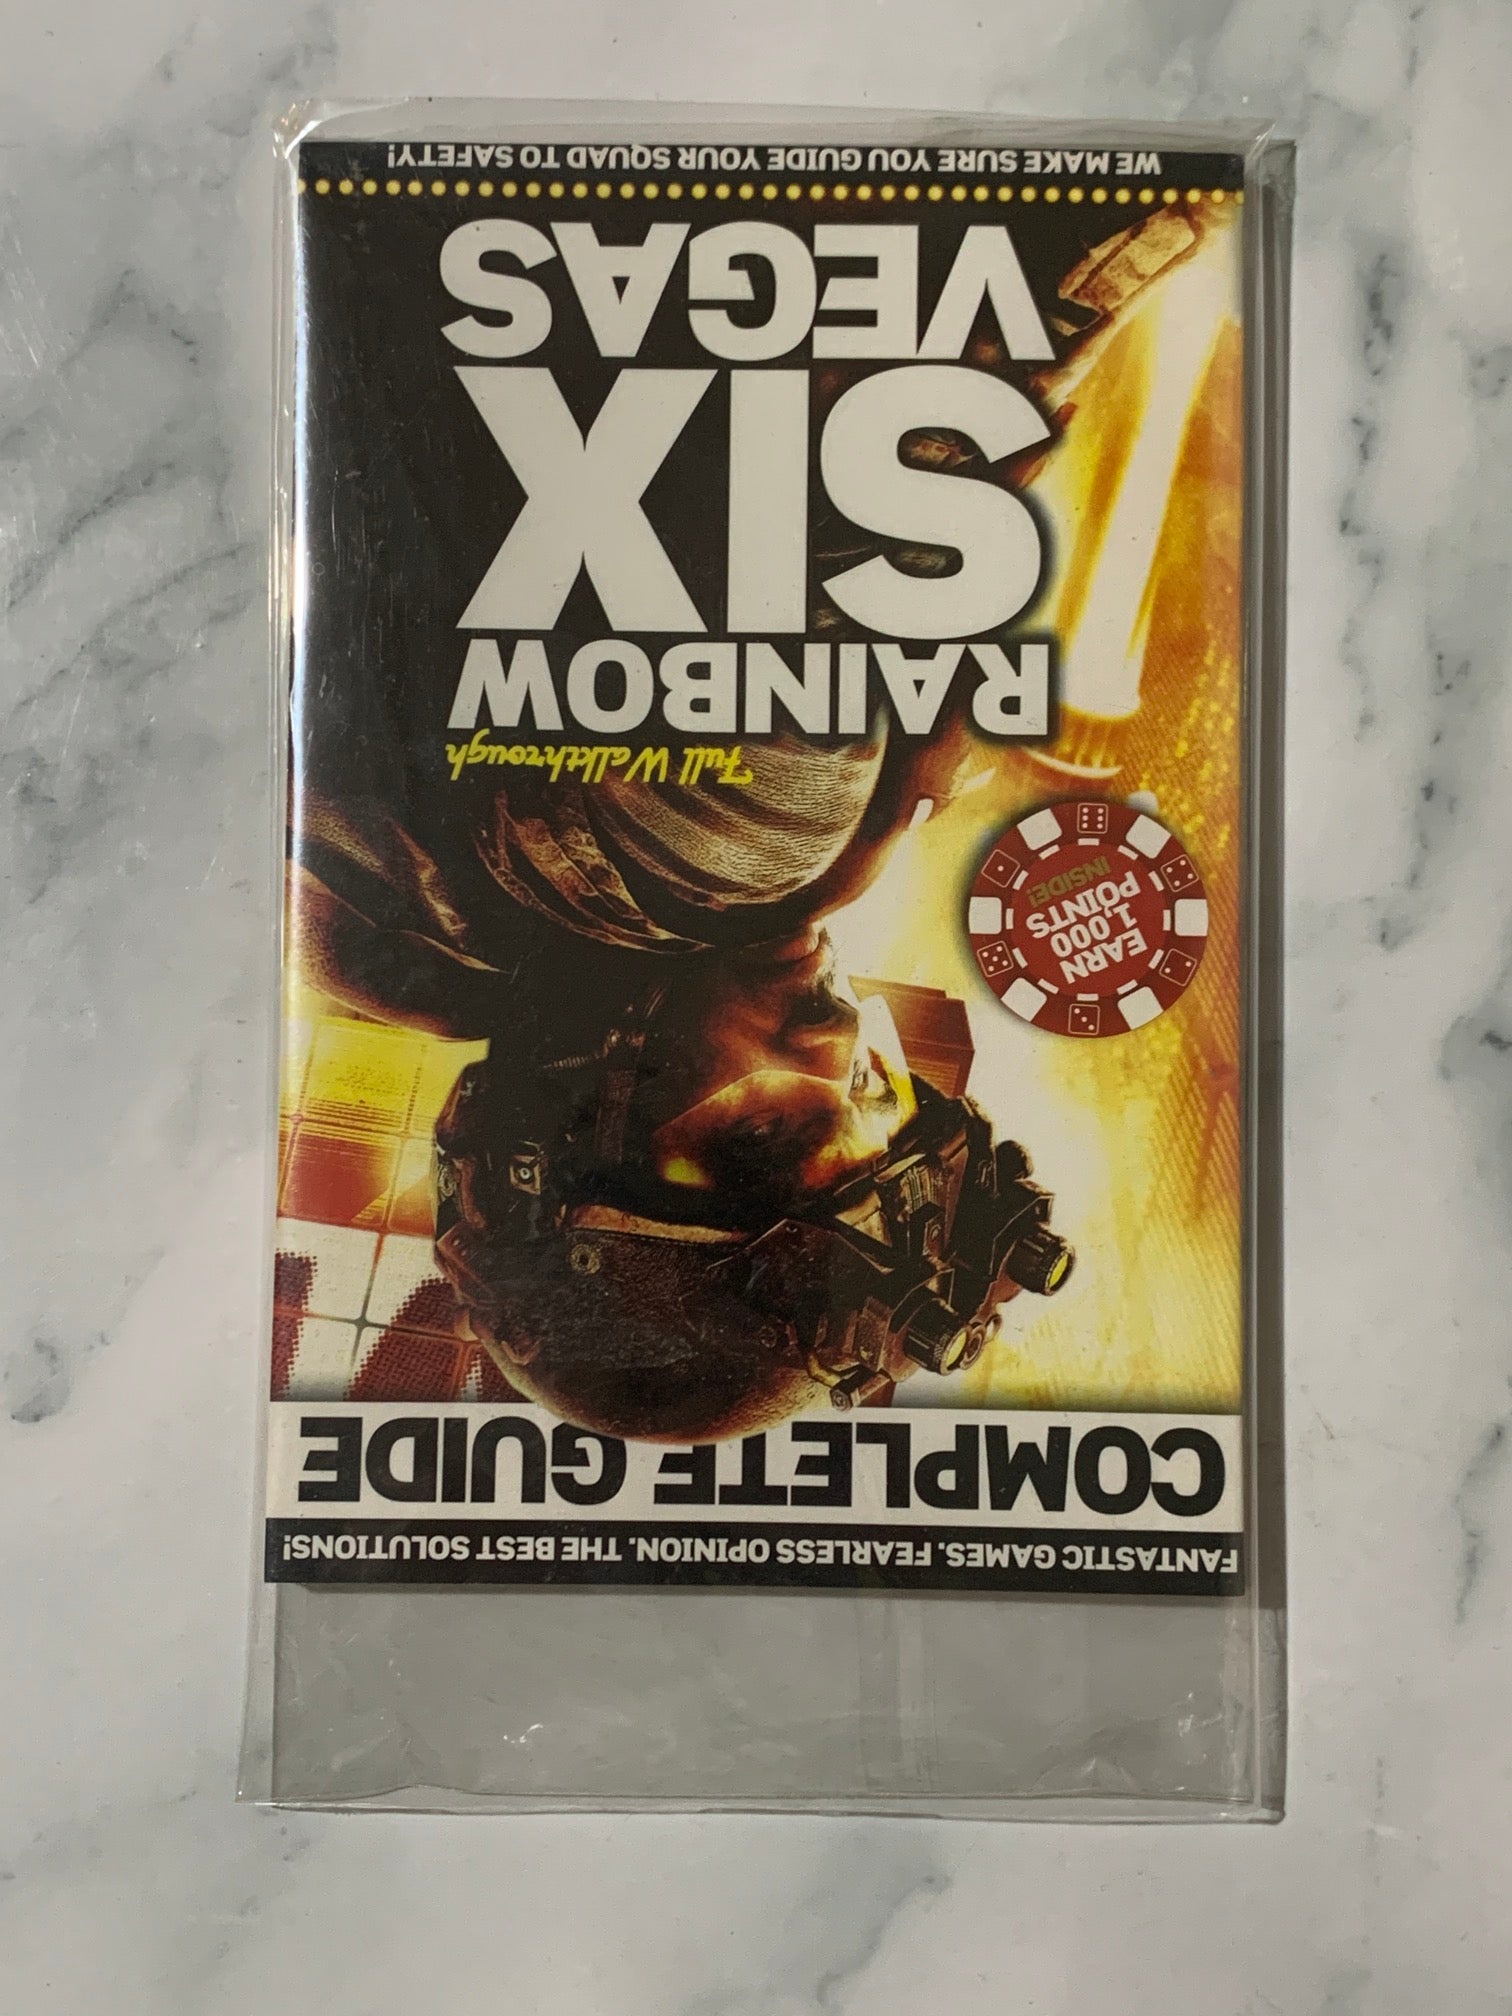 FANTASTIC GAMES. FEARLESS OPINION. THE BEST SOLUTIONS!
COMPLETE GUIDE
EARN
1,000
POINTS
INSIDE!
Full Walkthrough
RAINBOW
SIX
VEGAS
WE MAKE SURE YOU GUIDE YOUR SQUAD TO SAFETY!